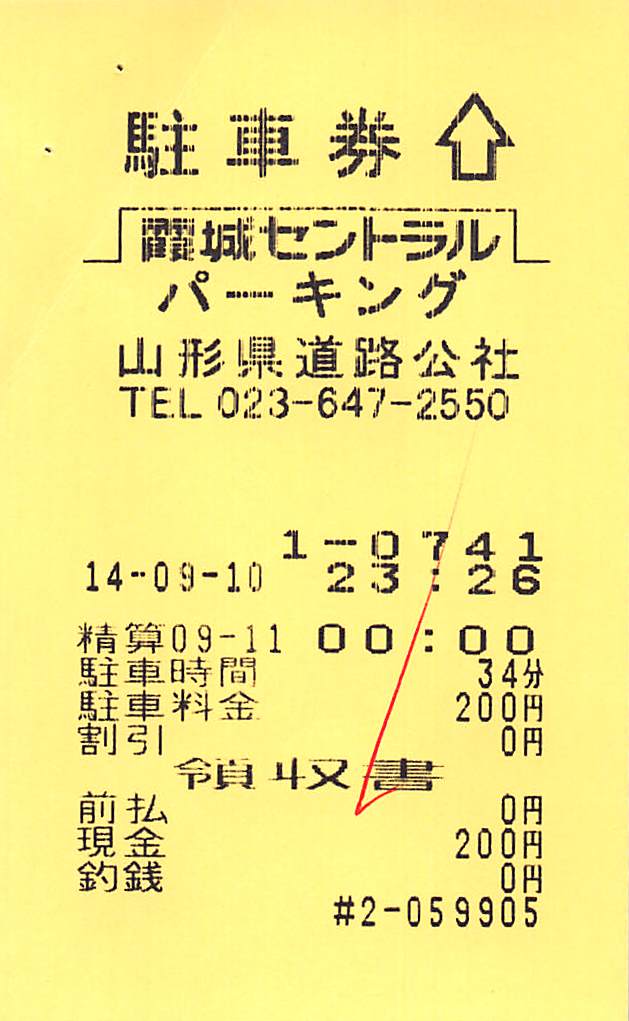 駐車券
霞城セントラル
パーキング
山形県道路公社
TEL 023-647-2550
1-0741
14-09-10 23:26
精算09-11 00:00
駐車時間 34分
駐車料金 200円
割引 0円
領収書
前払 0円
現金 200円
釣銭 0円
#2-059905